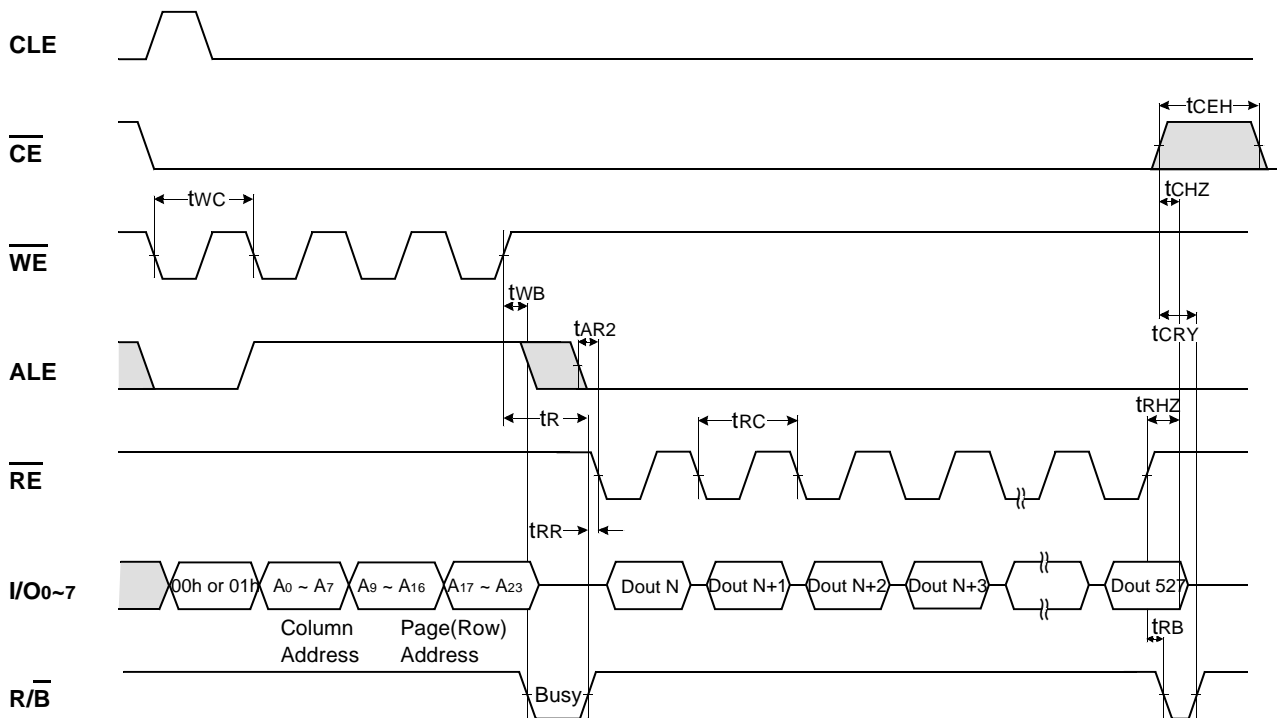 CLE
tCEH
CE
tCHZ
tWC
WE
tWB
tAR2
tCRY
ALE
tR
tRC
tRHZ
RE
tRR
I/O0~7
00h or 01h
A0 ~ A7
A9 ~ A16
A17 ~ A23
Dout N
Dout N+1
Dout N+2
Dout N+3
Dout 527
Column
Address
Page(Row)
Address
tRB
R/B
Busy